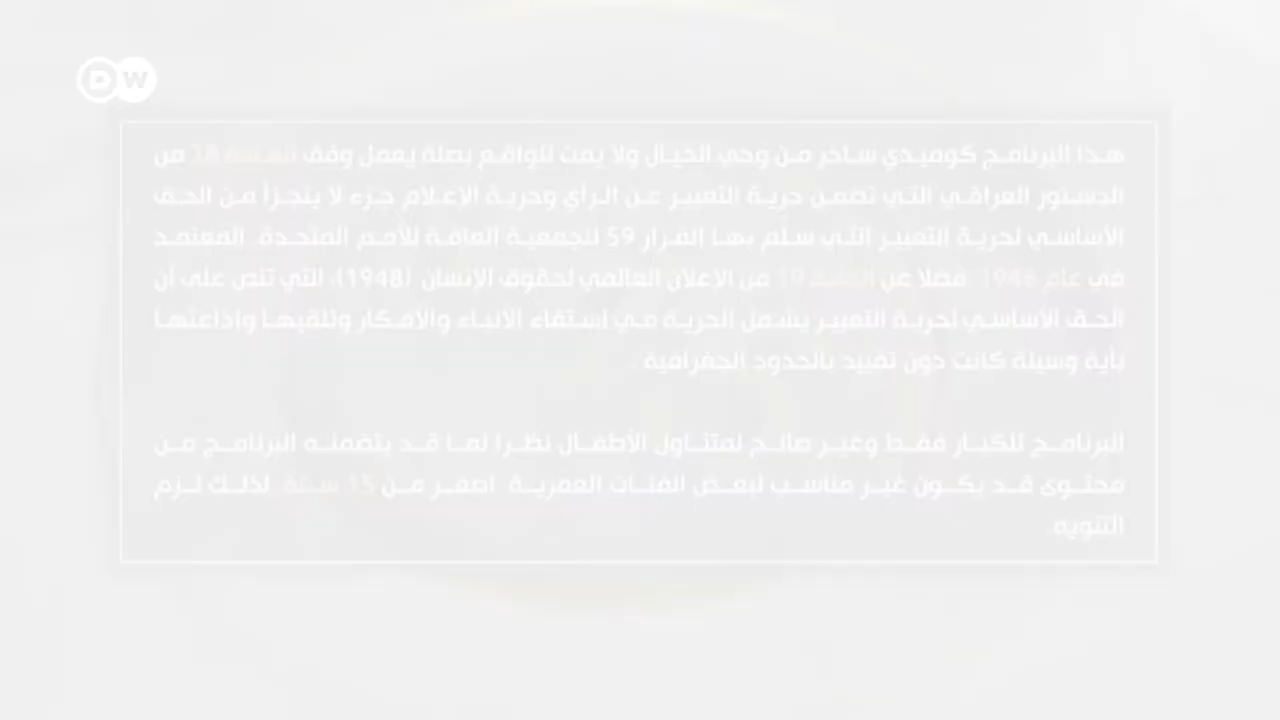 DW
هذا البرنامج كوميدي ساخر من وحي الخيال ولا يمت للواقع بصلة يعمل وفق المادة 38 من
الدستور العراقي التي تضمن حرية التعبير عن الرأي وحرية الإعلام جزء لا يتجزأ من الحق
الأساسي لحرية التعبير التي سلّم بها القرار 59 للجمعية العامة للأمم المتحدة، المعتمد
في عام 1946 فضلا عن المادة 19 من الاعلان العالمي لحقوق الإنسان (1948)، التي تنص على أن
الحق الأساسي لحرية التعبير يشمل الحرية في استقاء الأنباء والأفكار وتلقيها وإذاعتها
بأية وسيلة كانت دون تقييد بالحدود الجغرافية .
البرنامج للكبار فقط وغير صالح لمتناول الأطفال نظرا لما قد يتضمنه البرنامج من
محتوى قد يكون غير مناسب لبعض الفئات العمرية اصغر من 15 سنة لذلك لزم
التنويه.